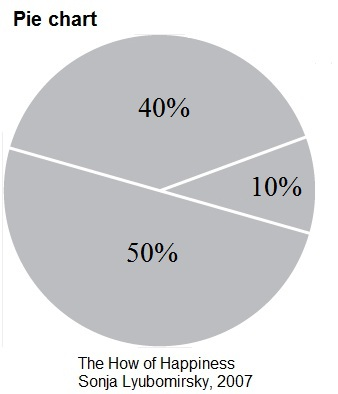 Pie chart
40%
10%
50%
The How of Happiness
Sonja Lyubomirsky, 2007